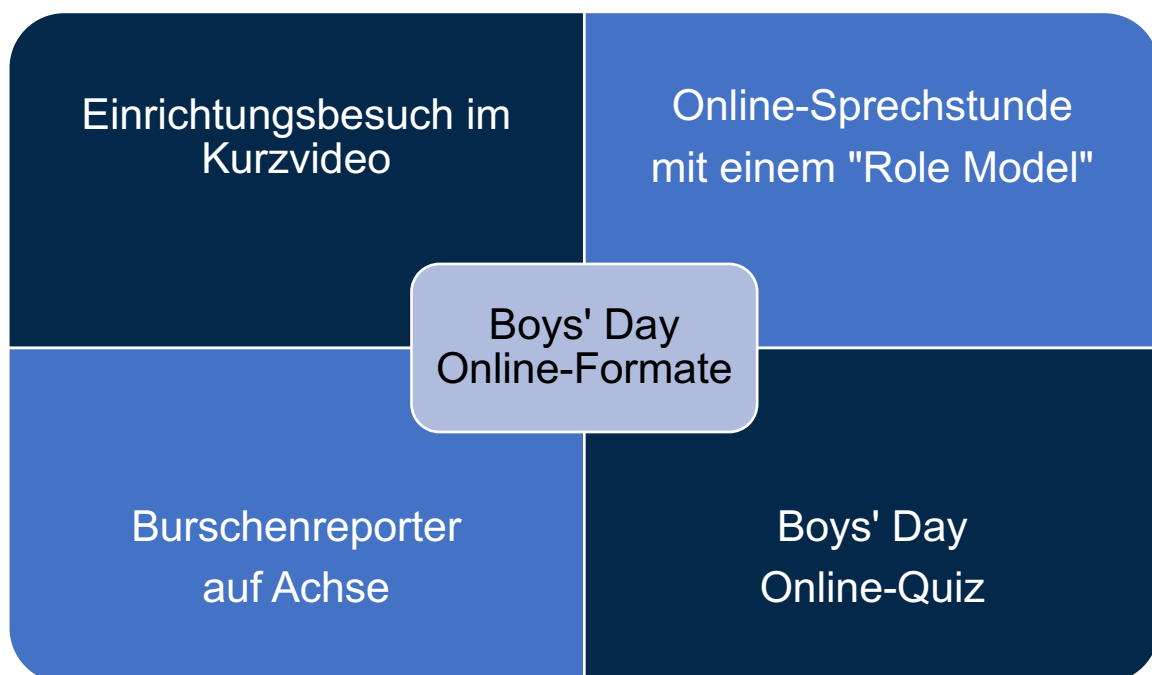 Einrichtungsbesuch im
Kurzvideo
Online-Sprechstunde
mit einem "Role Model"
Boys' Day
Online-Formate
Burschenreporter
auf Achse
Boys' Day
Online-Quiz